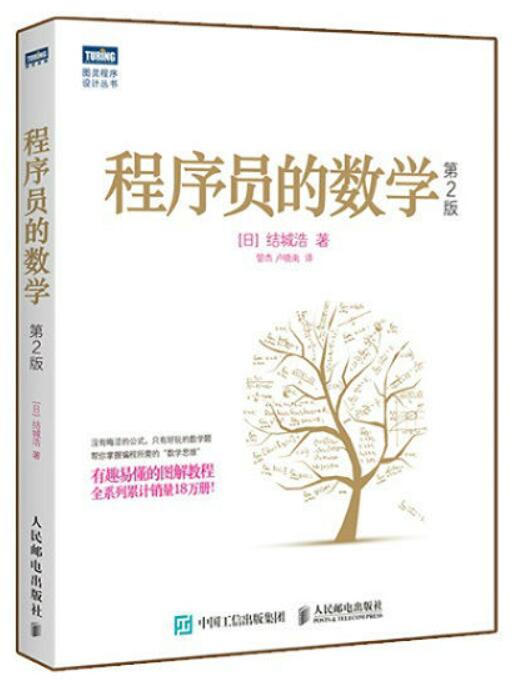 TURING
图灵教育
图灵程序
设计丛书
程序员的数学
第2版
[日] 结城浩 著
管杰 卢晓南 译
没有晦涩的公式，只有好玩的数学题
帮你掌握编程所需的“数学思维”
有趣易懂的图解教程
全系列累计销量18万册！
中国工信出版集团
人民邮电出版社
程序员的数学
第2版
[日] 结城浩 著
人民邮电出版社